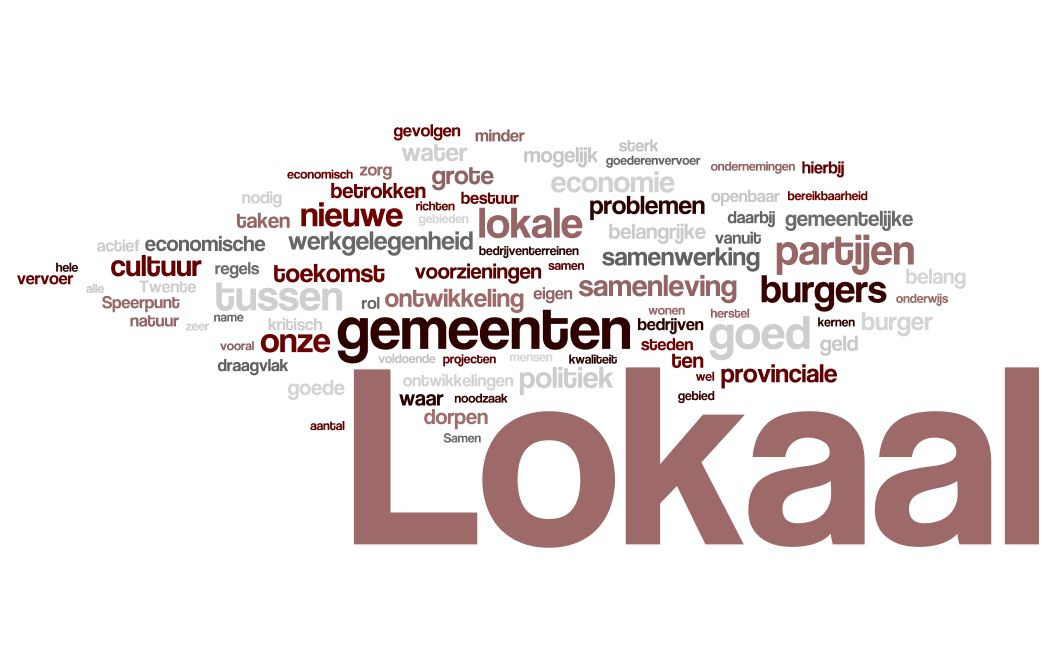 gevolgen minder
water mogelijk sterk
goederenvervoer
economisch zorg grote economie ondernemingen hierbij
nodig betrokken bestuur problemen openbaar bereikbaarheid
taken nieuwe richten gebieden lokale belangrijke daarbij gemeentelijke
actief economische werkgelegenheid bedrijventerreinen samenwerking vanuit partijen
hele vervoer cultuur regels toekomst voorzieningen samen belang
alle Twente tussen rol ontwikkeling eigen samenleving burgers onderwijs
Speerpunt natuur zeer name kritisch gemeenten wonen bedrijven herstel goed kernen burger
vooral onze steden geld
draagvlak voldoende projecten mensen kwaliteit ten wel provinciale
goede ontwikkelingen politiek
waar noodzaak gebied
aantal dorpen
Samen
Lokaal